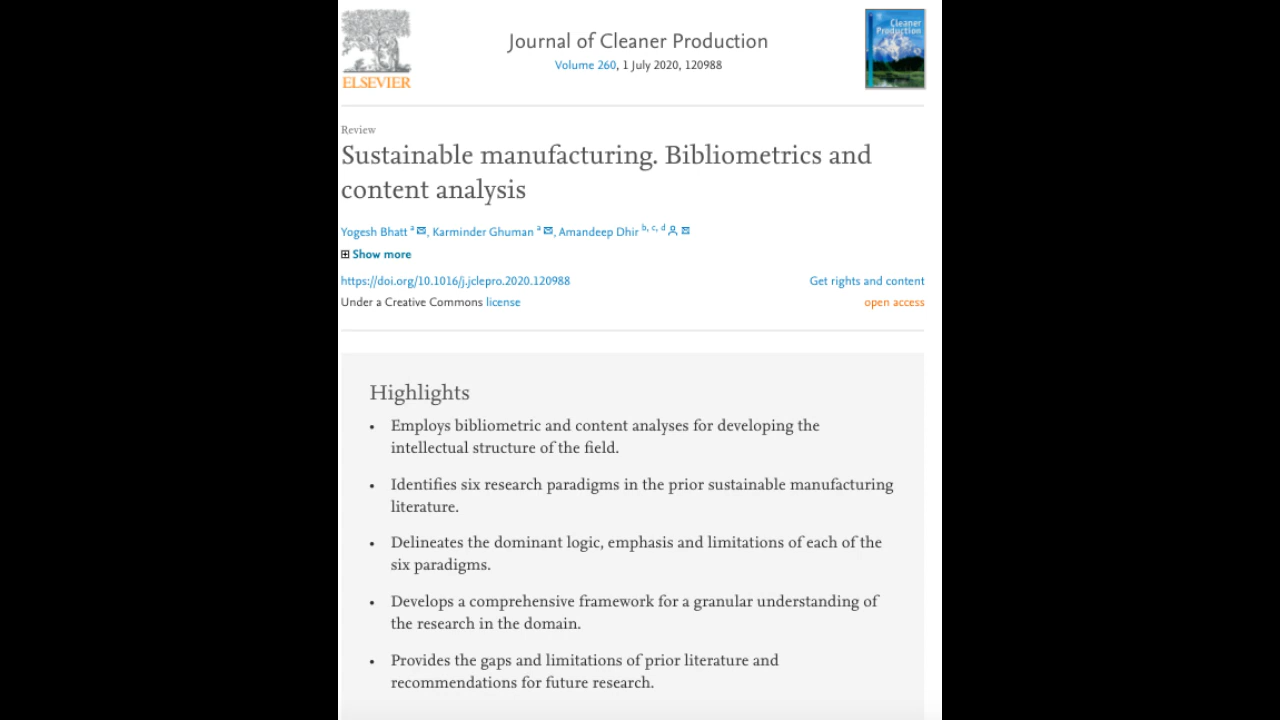 ELSEVIER
Journal of Cleaner Production
Volume 260, 1 July 2020, 120988
Cleaner
Production
Review
Sustainable manufacturing. Bibliometrics and
content analysis
Yogesh Bhatt a, Karminder Ghuman a, Amandeep Dhir b, c, d
Show more
https://doi.org/10.1016/j.jclepro.2020.120988
Get rights and content
Under a Creative Commons license
open access
Highlights
• Employs bibliometric and content analyses for developing the
intellectual structure of the field.
• Identifies six research paradigms in the prior sustainable manufacturing
literature.
• Delineates the dominant logic, emphasis and limitations of each of the
six paradigms.
• Develops a comprehensive framework for a granular understanding of
the research in the domain.
• Provides the gaps and limitations of prior literature and
recommendations for future research.